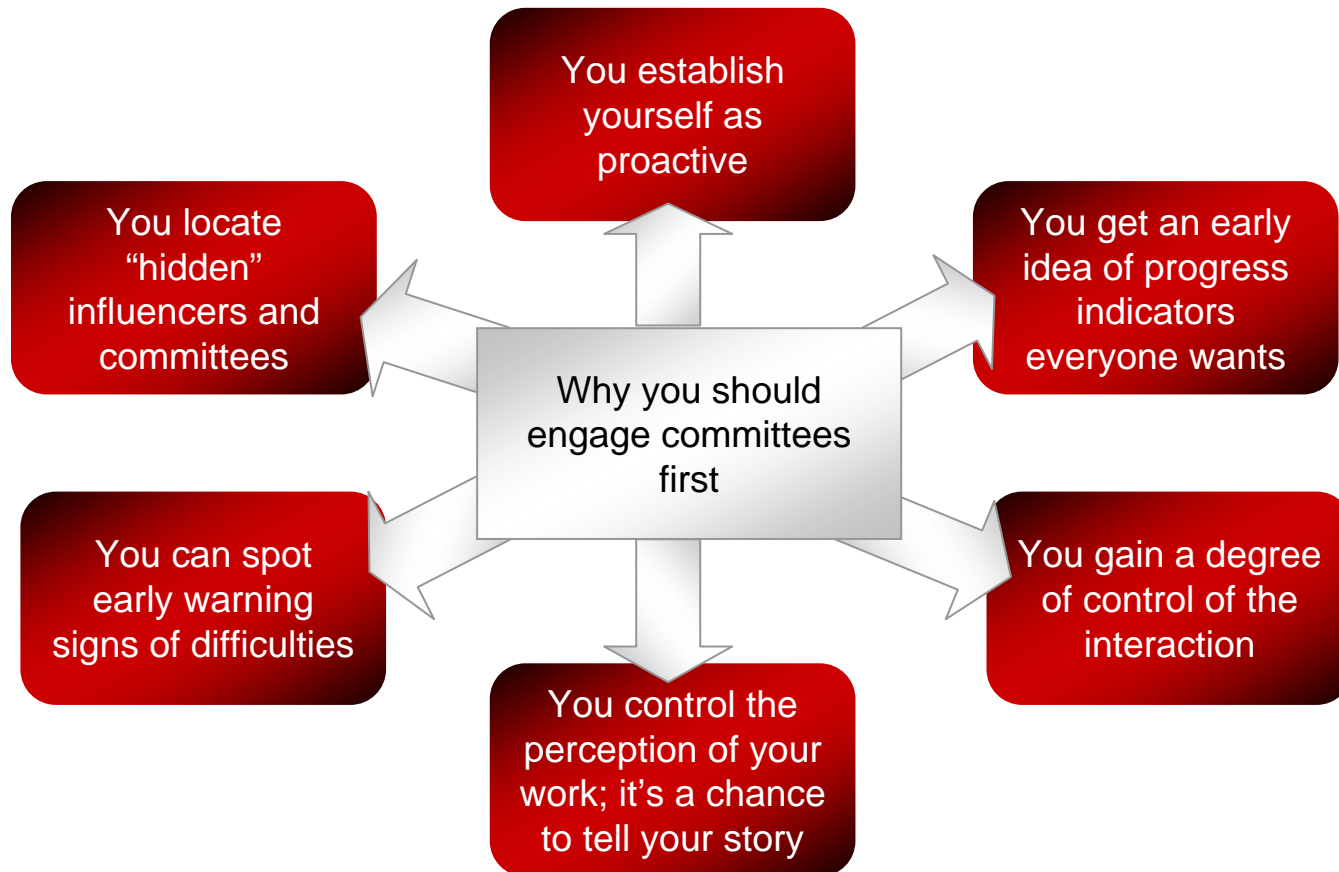 You establish
yourself as
proactive
You locate
“hidden”
influencers and
committees
You get an early
idea of progress
indicators
everyone wants
Why you should
engage committees
first
You can spot
early warning
signs of difficulties
You gain a degree
of control of the
interaction
You control the
perception of your
work; it’s a chance
to tell your story